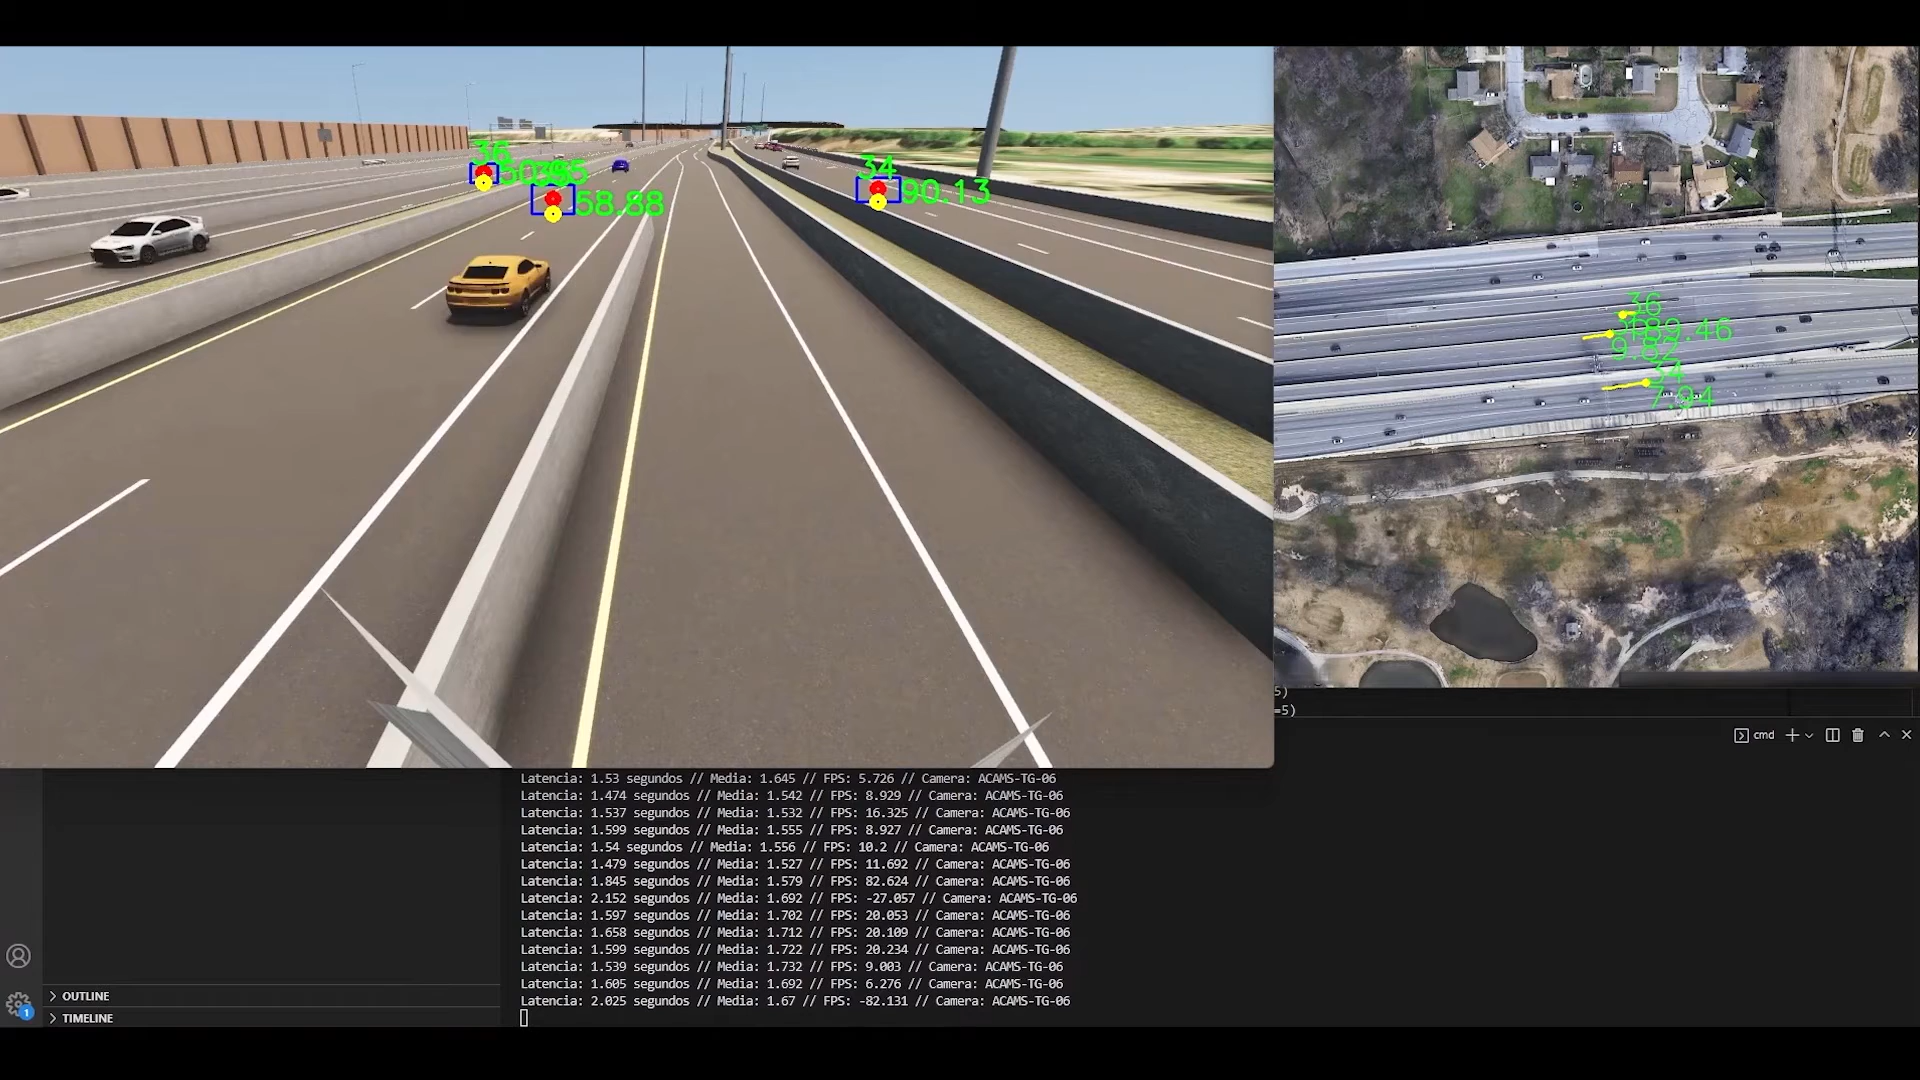 36
34
90.13
58.88
36
9.82
34
7.94
5)
=5)
cmd
Latencia: 1.53 segundos // Media: 1.645 // FPS: 5.726 // Camera: ACAMS-TG-06
Latencia: 1.474 segundos // Media: 1.542 // FPS: 8.929 // Camera: ACAMS-TG-06
Latencia: 1.537 segundos // Media: 1.532 // FPS: 16.325 // Camera: ACAMS-TG-06
Latencia: 1.599 segundos // Media: 1.555 // FPS: 8.927 // Camera: ACAMS-TG-06
Latencia: 1.54 segundos // Media: 1.556 // FPS: 10.2 // Camera: ACAMS-TG-06
Latencia: 1.479 segundos // Media: 1.527 // FPS: 11.692 // Camera: ACAMS-TG-06
Latencia: 1.845 segundos // Media: 1.579 // FPS: 82.624 // Camera: ACAMS-TG-06
Latencia: 2.152 segundos // Media: 1.692 // FPS: -27.057 // Camera: ACAMS-TG-06
Latencia: 1.597 segundos // Media: 1.702 // FPS: 20.053 // Camera: ACAMS-TG-06
Latencia: 1.658 segundos // Media: 1.712 // FPS: 20.109 // Camera: ACAMS-TG-06
Latencia: 1.599 segundos // Media: 1.722 // FPS: 20.234 // Camera: ACAMS-TG-06
Latencia: 1.539 segundos // Media: 1.732 // FPS: 9.003 // Camera: ACAMS-TG-06
Latencia: 1.605 segundos // Media: 1.692 // FPS: 6.276 // Camera: ACAMS-TG-06
Latencia: 2.025 segundos // Media: 1.67 // FPS: -82.131 // Camera: ACAMS-TG-06
OUTLINE
1
TIMELINE